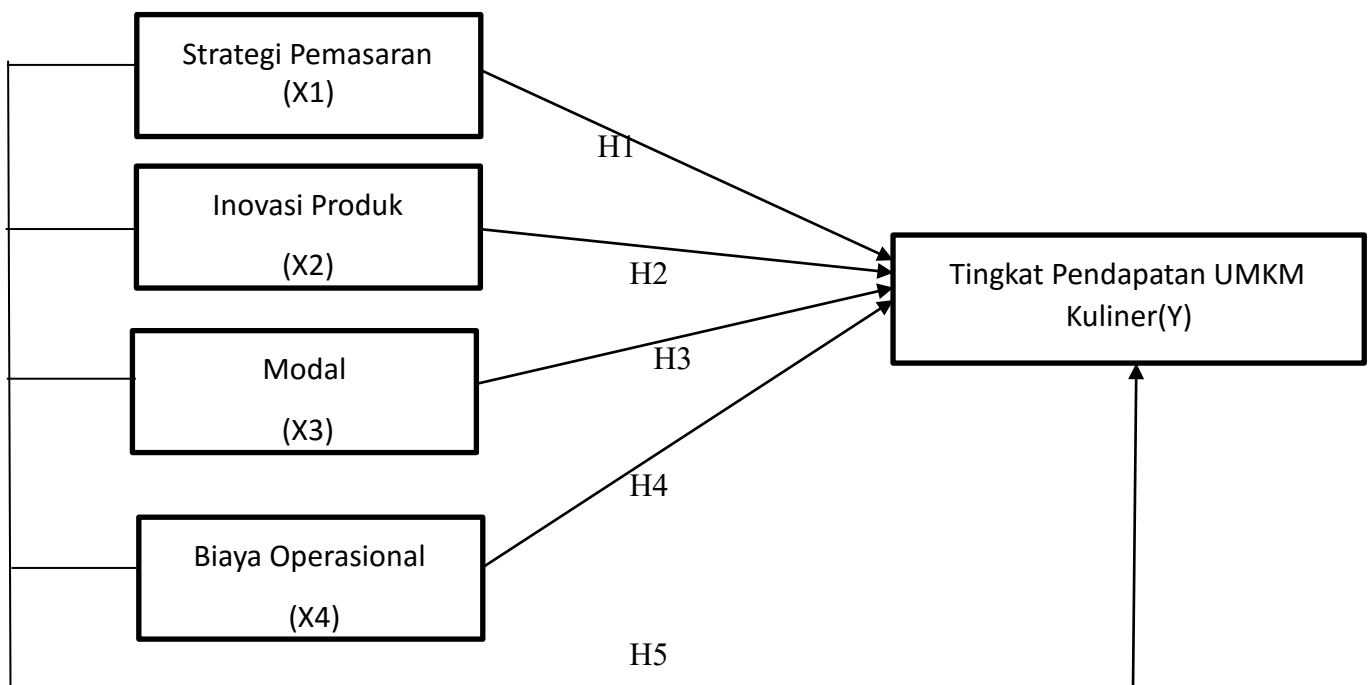 Strategi Pemasaran
(X1)
H1
Inovasi Produk
(X2)
H2
Tingkat Pendapatan UMKM
Kuliner(Y)
Modal
(X3)
H3
H4
Biaya Operasional
(X4)
H5